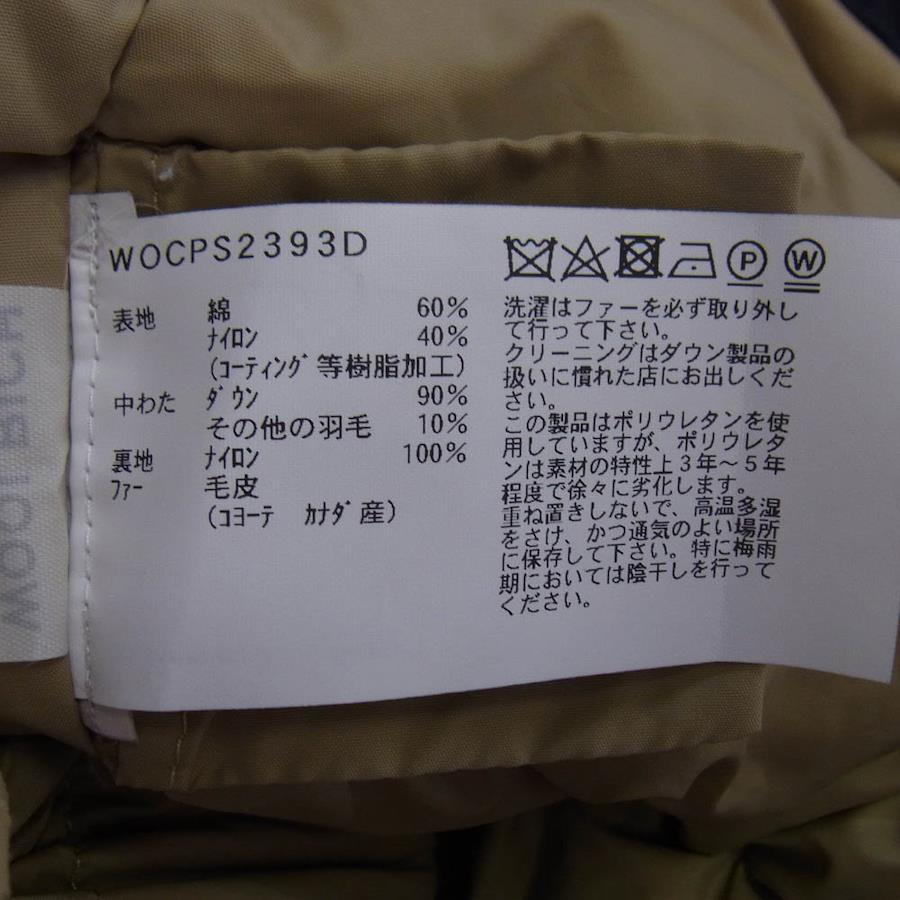 WOCPS2393D
表地 綿 60%
ナイロン 40%
(コーティング等樹脂加工)
中わた ダウン 90%
その他の羽毛 10%
裏地 ナイロン 100%
ファー 毛皮
(コヨーテ カナダ産)
P W
洗濯はファーを必ず取り外し
て行って下さい。
クリーニングはダウン製品の
扱いに慣れた店にお出しくだ
さい。
この製品はポリウレタンを使
用していますが、ポリウレタ
ンは素材の特性上3年~5年
程度で徐々に劣化します。
重ね置きしないで、高温多湿
をさけ、かつ通気のよい場所
に保存して下さい。特に梅雨
期においては陰干しを行って
ください。
WOOLRICH